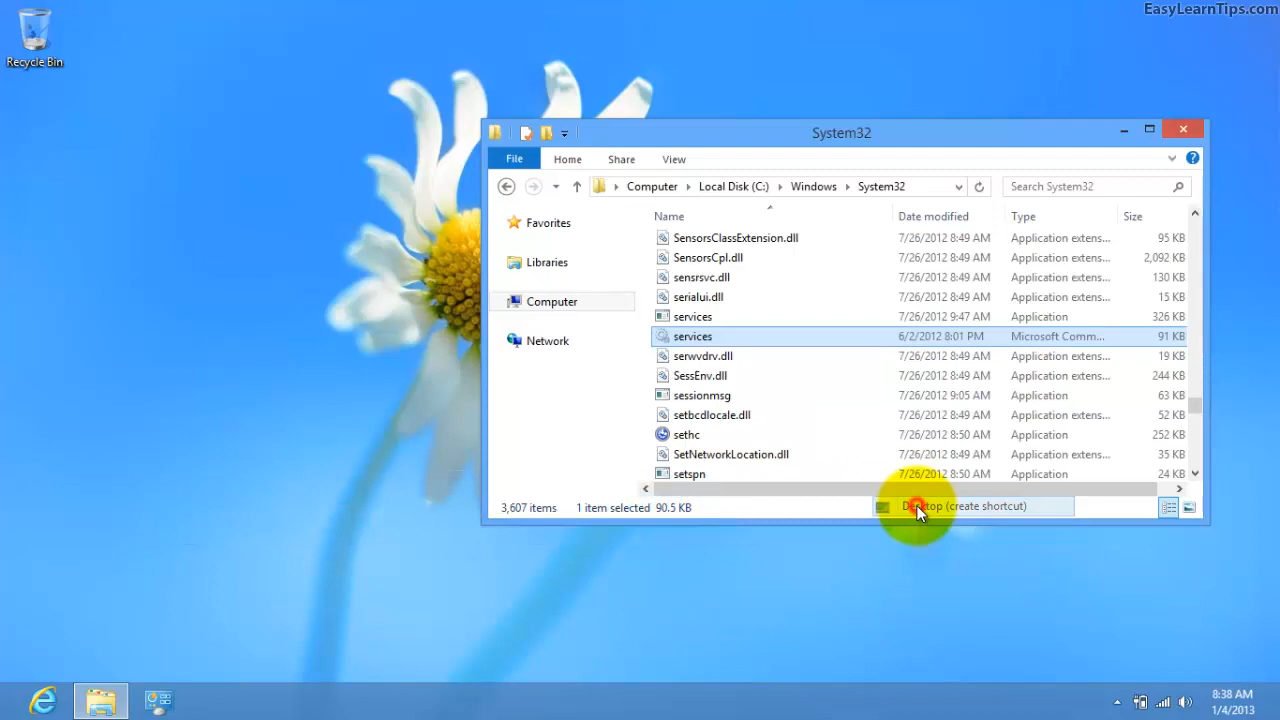 EasyLearnTips.com
Recycle Bin
System32
File Home Share View
Computer Local Disk (C:) Windows System32
Search System32
Favorites
Libraries
Computer
Network
Name Date modified Type Size
SensorsClassExtension.dll 7/26/2012 8:49 AM Application extens... 95 KB
SensorsCpl.dll 7/26/2012 8:49 AM Application extens... 2,092 KB
sensrsvc.dll 7/26/2012 8:49 AM Application extens... 130 KB
serialui.dll 7/26/2012 8:49 AM Application extens... 15 KB
services 7/26/2012 9:47 AM Application 326 KB
services 6/2/2012 8:01 PM Microsoft Comm... 91 KB
serwvdrv.dll 7/26/2012 8:49 AM Application extens... 19 KB
SessEnv.dll 7/26/2012 8:49 AM Application extens... 244 KB
sessionmsg 7/26/2012 9:05 AM Application 63 KB
setbcdlocale.dll 7/26/2012 8:49 AM Application extens... 52 KB
sethc 7/26/2012 8:50 AM Application 252 KB
SetNetworkLocation.dll 7/26/2012 8:49 AM Application extens... 35 KB
setspn 7/26/2012 8:50 AM Application 24 KB
3,607 items 1 item selected 90.5 KB
Desktop (create shortcut)
8:38 AM
1/4/2013